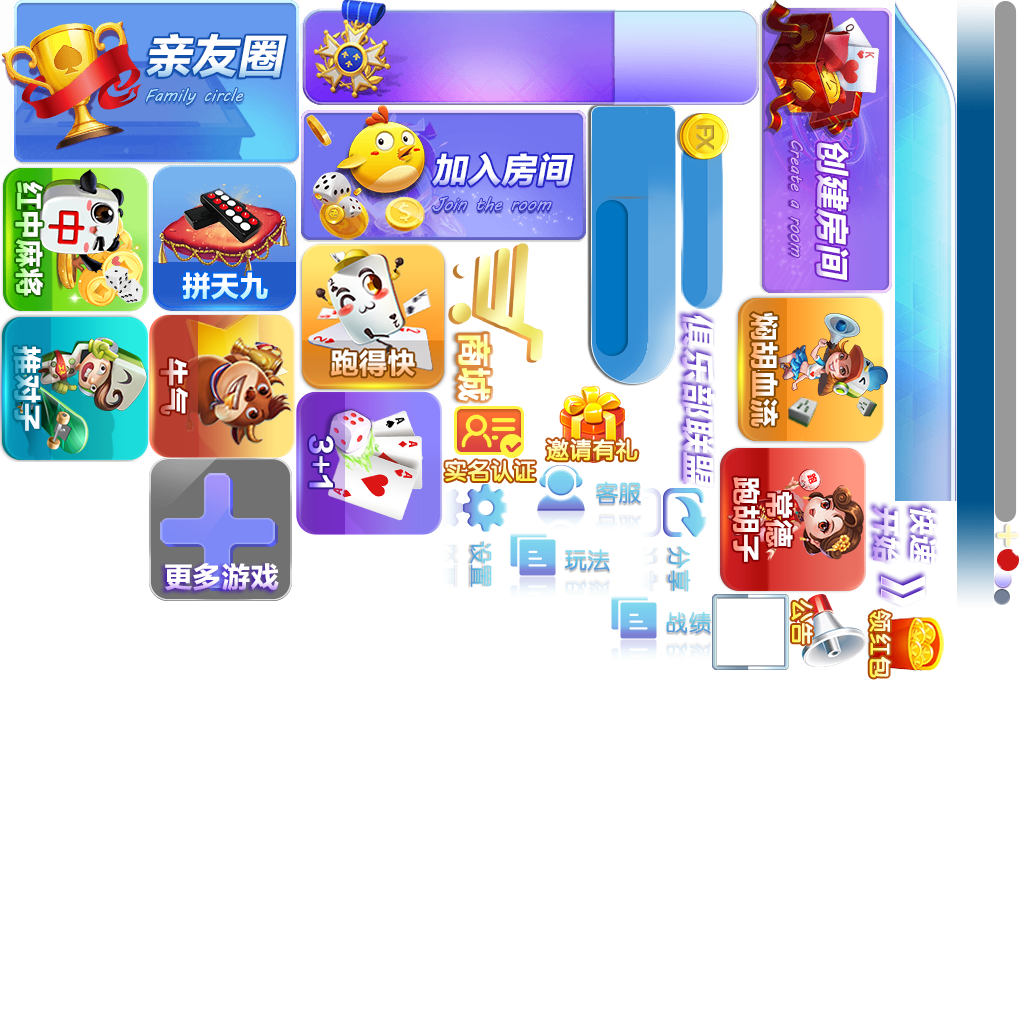 亲友圈
Family circle
加入房间
Join the room
创建房间
Create a room
FX
K
红中麻将
中
拼天九
跑得快
商城
俱乐部联盟
焖胡血流
推对子
牛气
3+1
A
A
A
实名认证
邀请有礼
客服
设置
玩法
分享
战绩
常德
跑胡子
快速
开始
更多游戏
公告
领红包